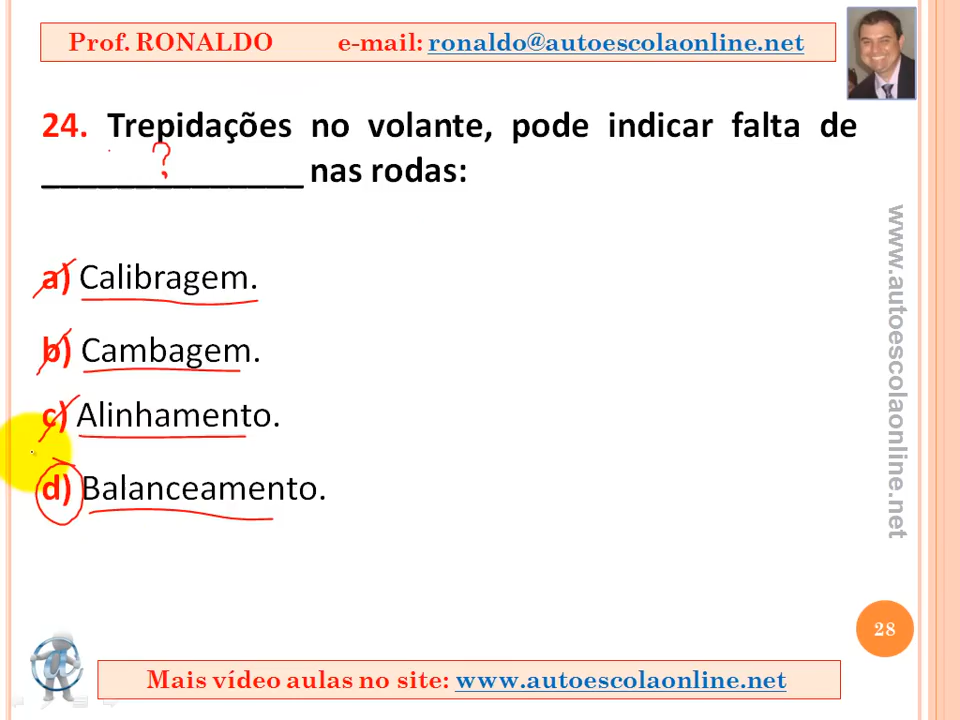 Prof. RONALDO e-mail: ronaldo@autoescolaonline.net
24. Trepidações no volante, pode indicar falta de
? 
______________ nas rodas:
a) Calibragem.
b) Cambagem.
c) Alinhamento.
d) Balanceamento.
www.autoescolaonline.net
28
Mais vídeo aulas no site: www.autoescolaonline.net